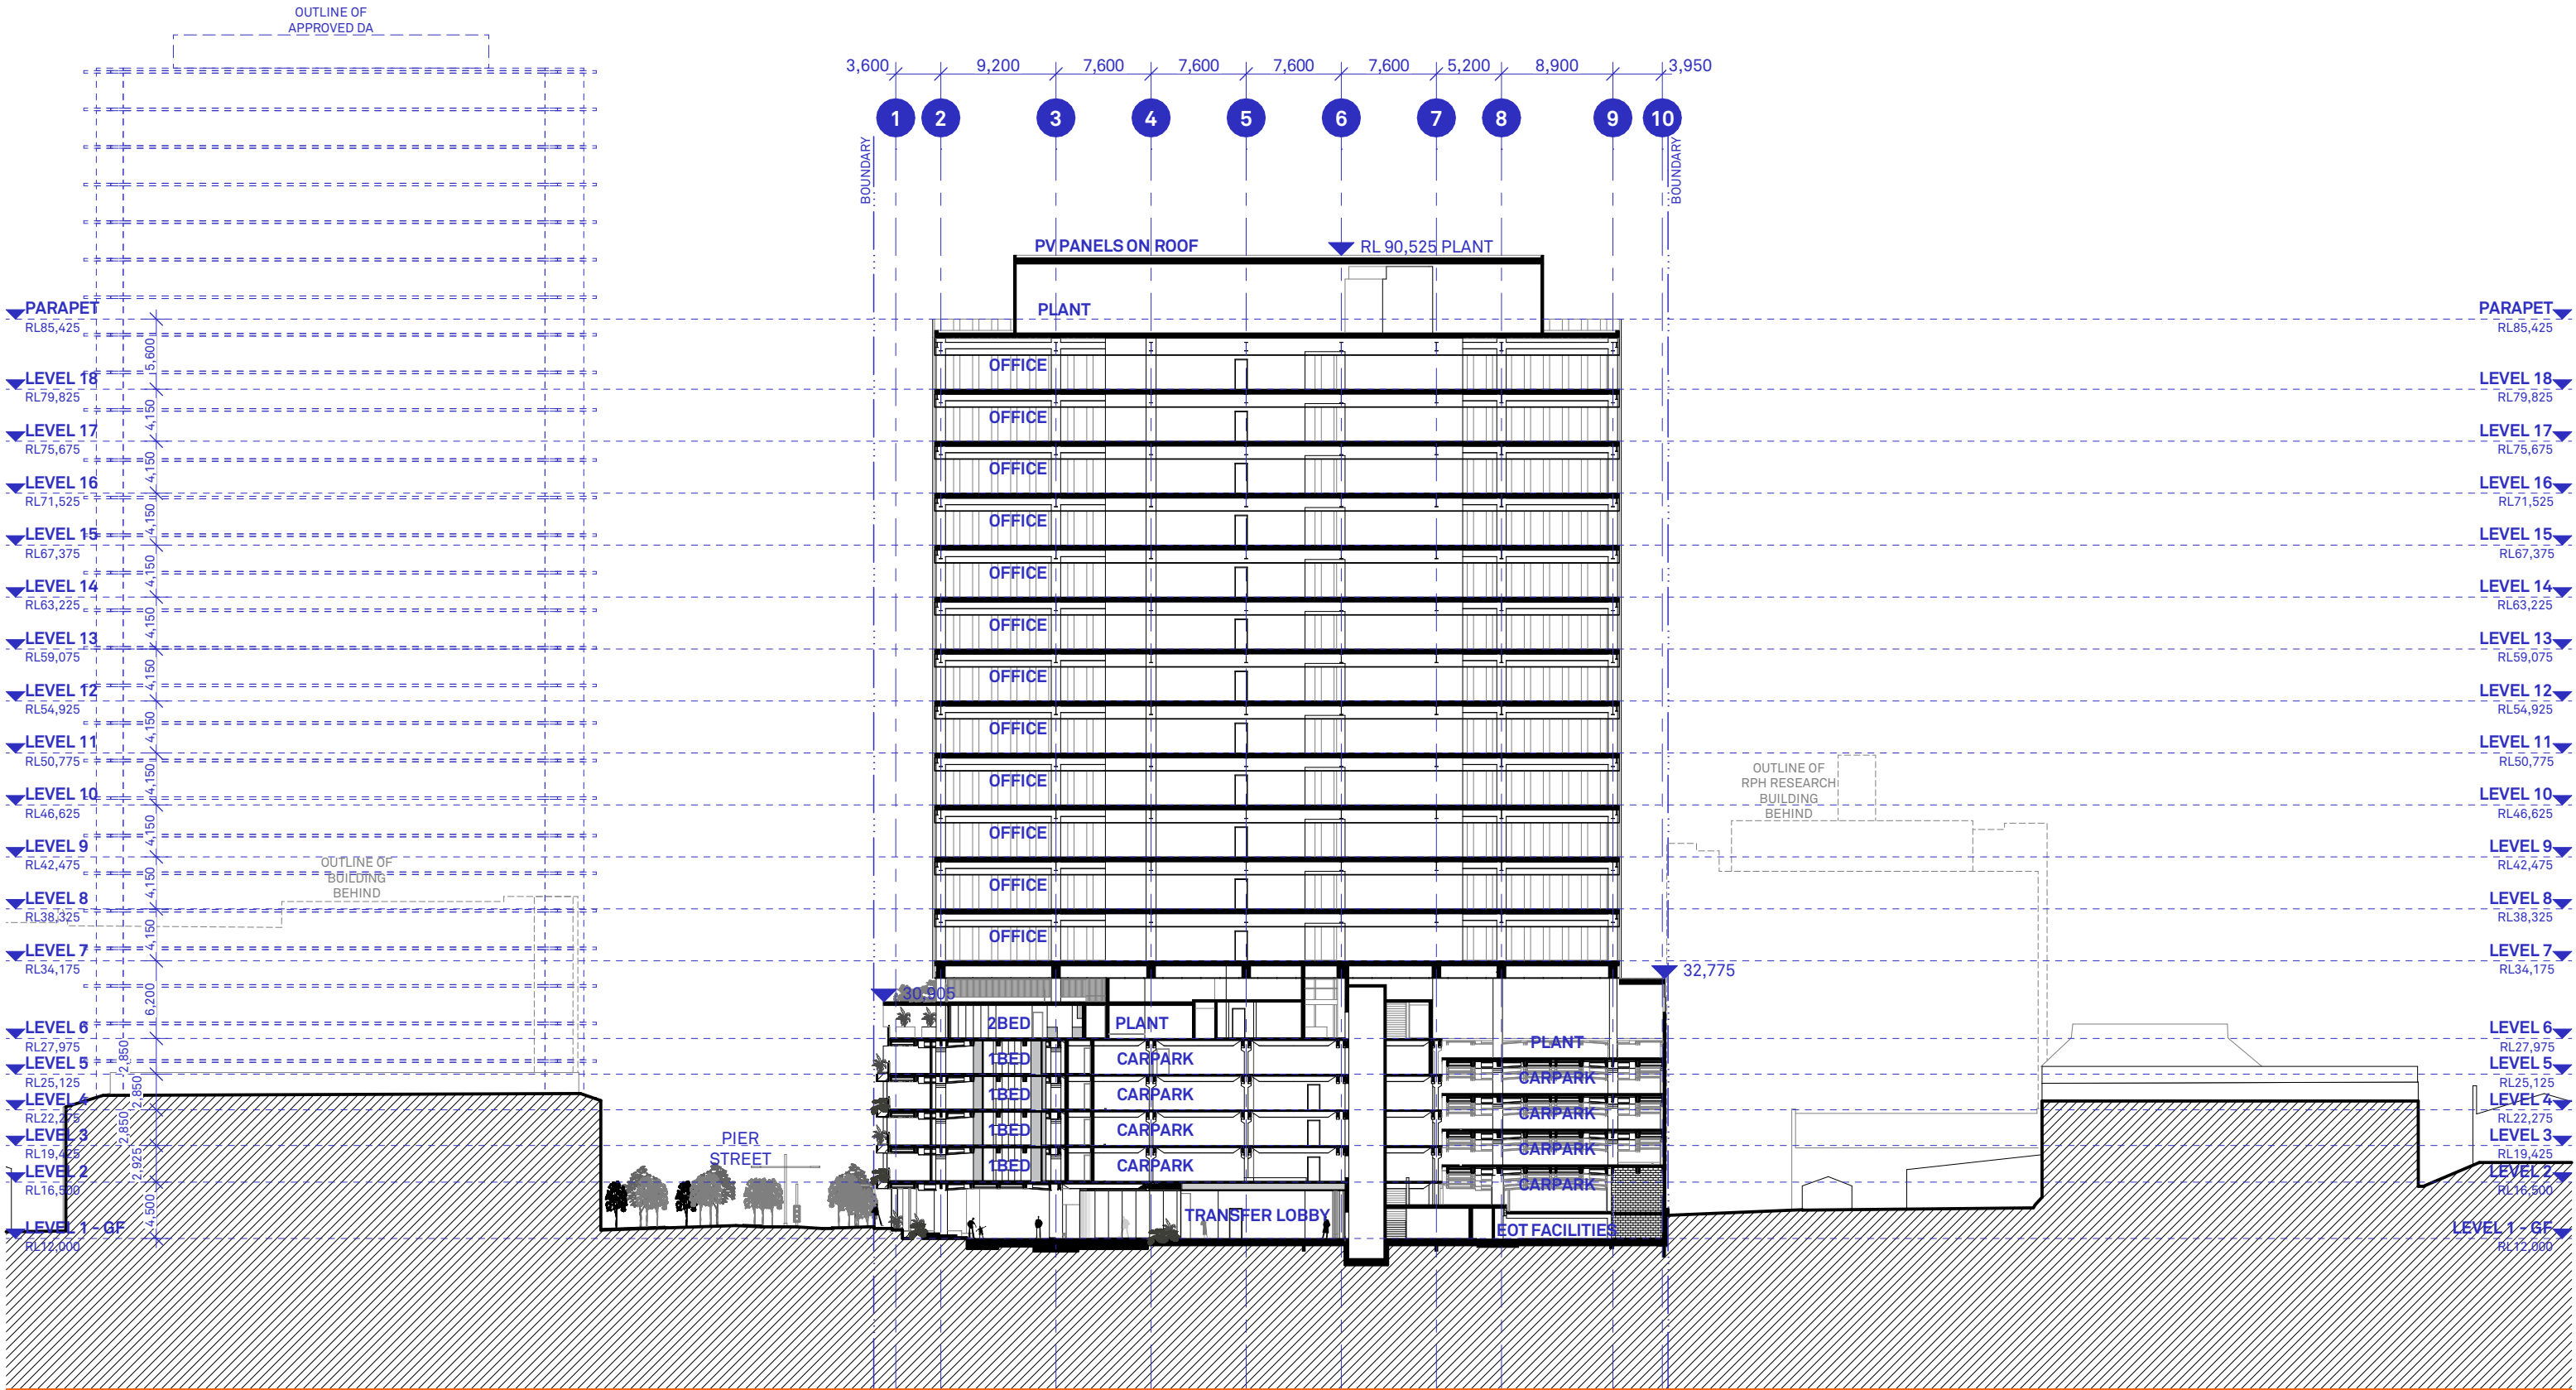 OUTLINE OF
APPROVED DA
3,600 9,200 7,600 7,600 7,600 7,600 5,200 8,900 3,950
1 2 3 4 5 6 7 8 9 10
BOUNDARY
BOUNDARY
PV PANELS ON ROOF
RL 90,525 PLANT
PLANT
PARAPET
RL85,425
5,600
LEVEL 18
RL79,825
4,150
LEVEL 17
RL75,675
4,150
LEVEL 16
RL71,525
4,150
LEVEL 15
RL67,375
4,150
LEVEL 14
RL63,225
4,150
LEVEL 13
RL59,075
4,150
LEVEL 12
RL54,925
4,150
LEVEL 11
RL50,775
4,150
LEVEL 10
RL46,625
4,150
LEVEL 9
RL42,475
4,150
LEVEL 8
RL38,325
4,150
LEVEL 7
RL34,175
6,200
LEVEL 6
RL27,975
2,850
LEVEL 5
RL25,125
2,850
LEVEL 4
RL22,275
2,850
LEVEL 3
RL19,425
2,925
LEVEL 2
RL16,500
4,500
LEVEL 1 - GF
RL12,000
OUTLINE OF
BUILDING
BEHIND
PIER
STREET
OFFICE
OFFICE
OFFICE
OFFICE
OFFICE
OFFICE
OFFICE
OFFICE
OFFICE
OFFICE
OFFICE
OFFICE
30,905
32,775
2BED PLANT
PLANT
1BED CARPARK
CARPARK
1BED CARPARK
CARPARK
1BED CARPARK
CARPARK
1BED CARPARK
CARPARK
TRANSFER LOBBY
EOT FACILITIES
OUTLINE OF
RPH RESEARCH
BUILDING
BEHIND
PARAPET
RL85,425
LEVEL 18
RL79,825
LEVEL 17
RL75,675
LEVEL 16
RL71,525
LEVEL 15
RL67,375
LEVEL 14
RL63,225
LEVEL 13
RL59,075
LEVEL 12
RL54,925
LEVEL 11
RL50,775
LEVEL 10
RL46,625
LEVEL 9
RL42,475
LEVEL 8
RL38,325
LEVEL 7
RL34,175
LEVEL 6
RL27,975
LEVEL 5
RL25,125
LEVEL 4
RL22,275
LEVEL 3
RL19,425
LEVEL 2
RL16,500
LEVEL 1 - GF
RL12,000